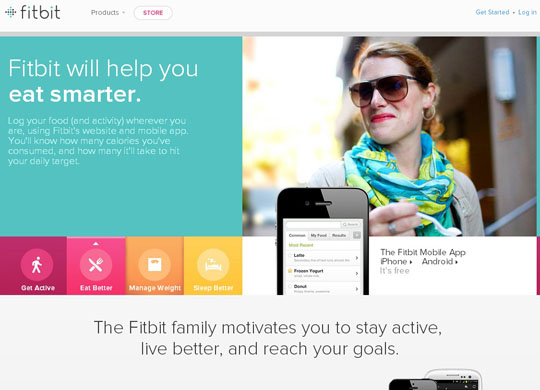 fitbit
Products
STORE
Get Started • Log in
Fitbit will help you
eat smarter.
Log your food (and activity) wherever you
are, using Fitbit's website and mobile app.
You'll know how many calories you've
consumed, and how many it'll take to hit
your daily target.
Search
Common My Food Results
Most Recent
Latte
Frozen Yogurt
Donut
Get Active
Eat Better
Manage Weight
Sleep Better
The Fitbit Mobile App
iPhone Android
It's free
The Fitbit family motivates you to stay active,
live better, and reach your goals.